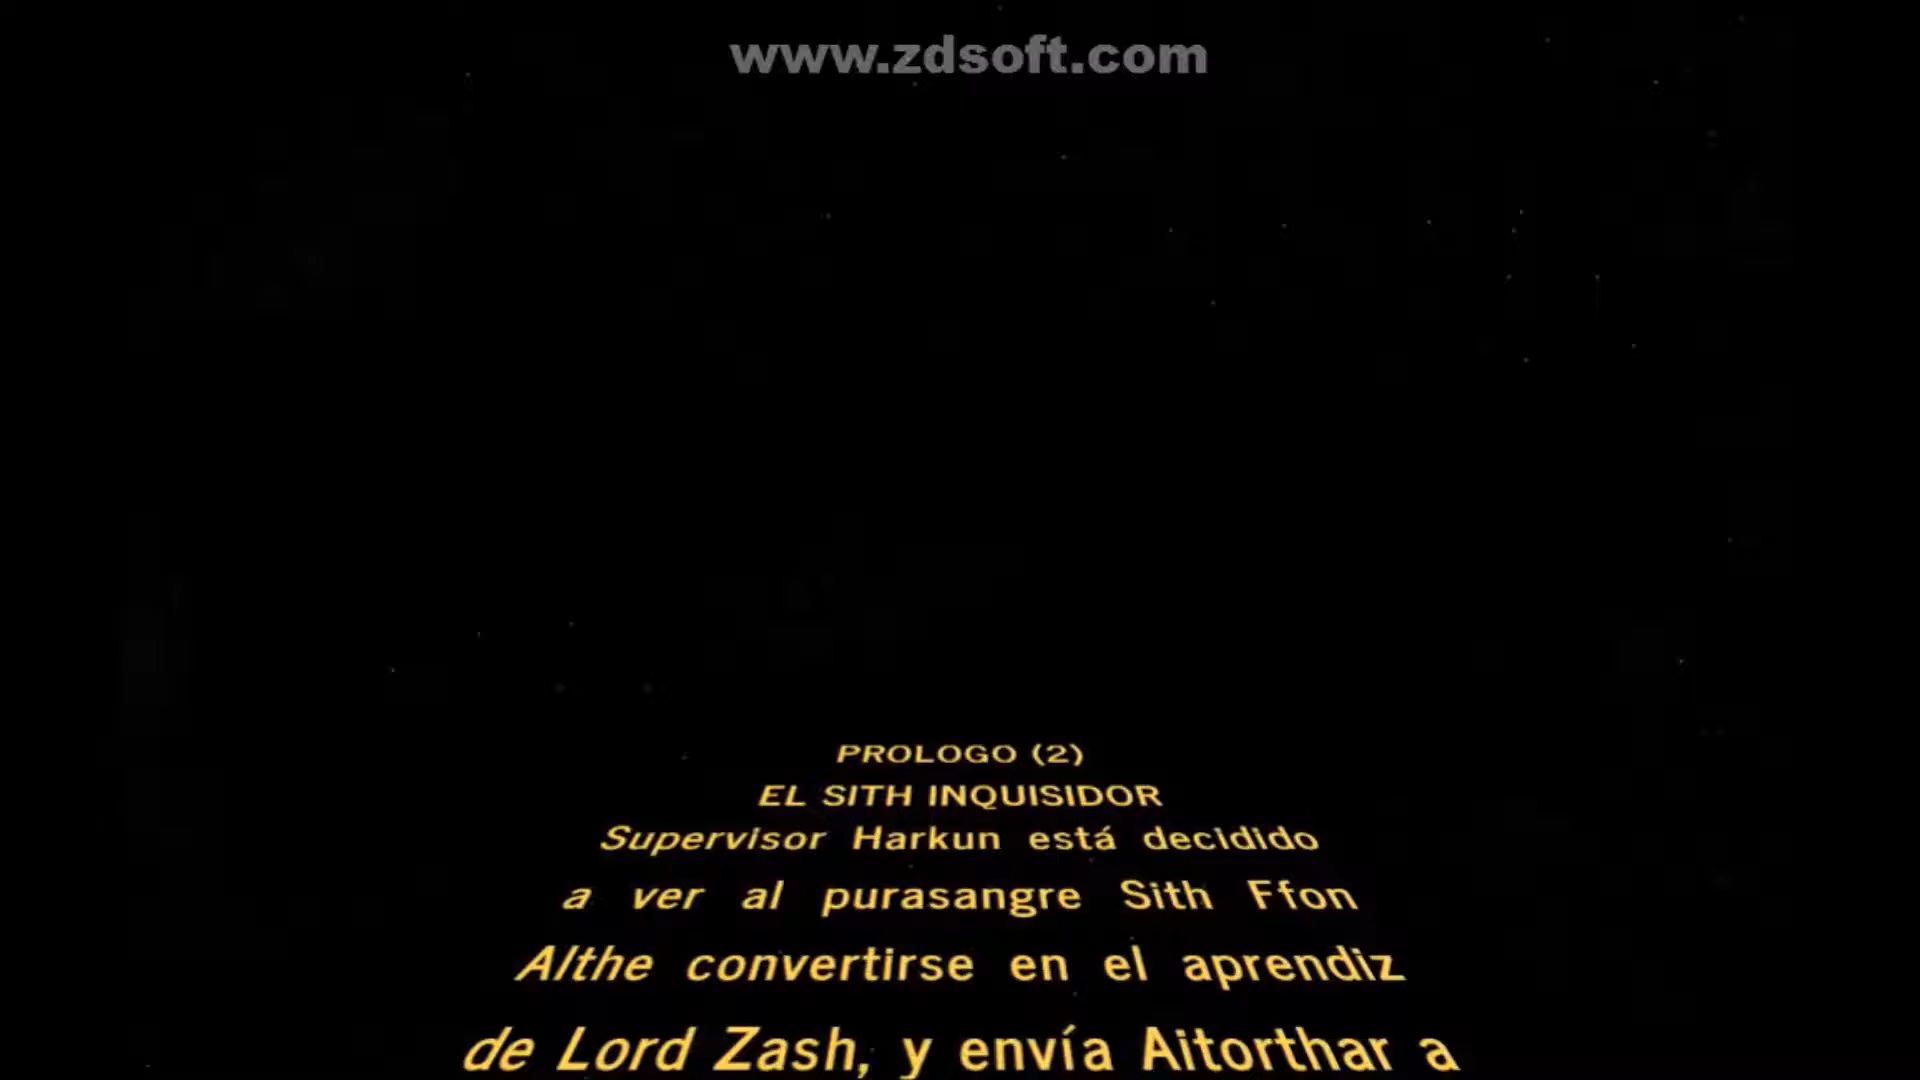 www.zdsoft.com
PROLOGO (2)
EL SITH INQUISIDOR
Supervisor Harkun está decidido
a ver al purasangre Sith Ffon
Althe convertirse en el aprendiz
de Lord Zash, y envía Aitorthar a